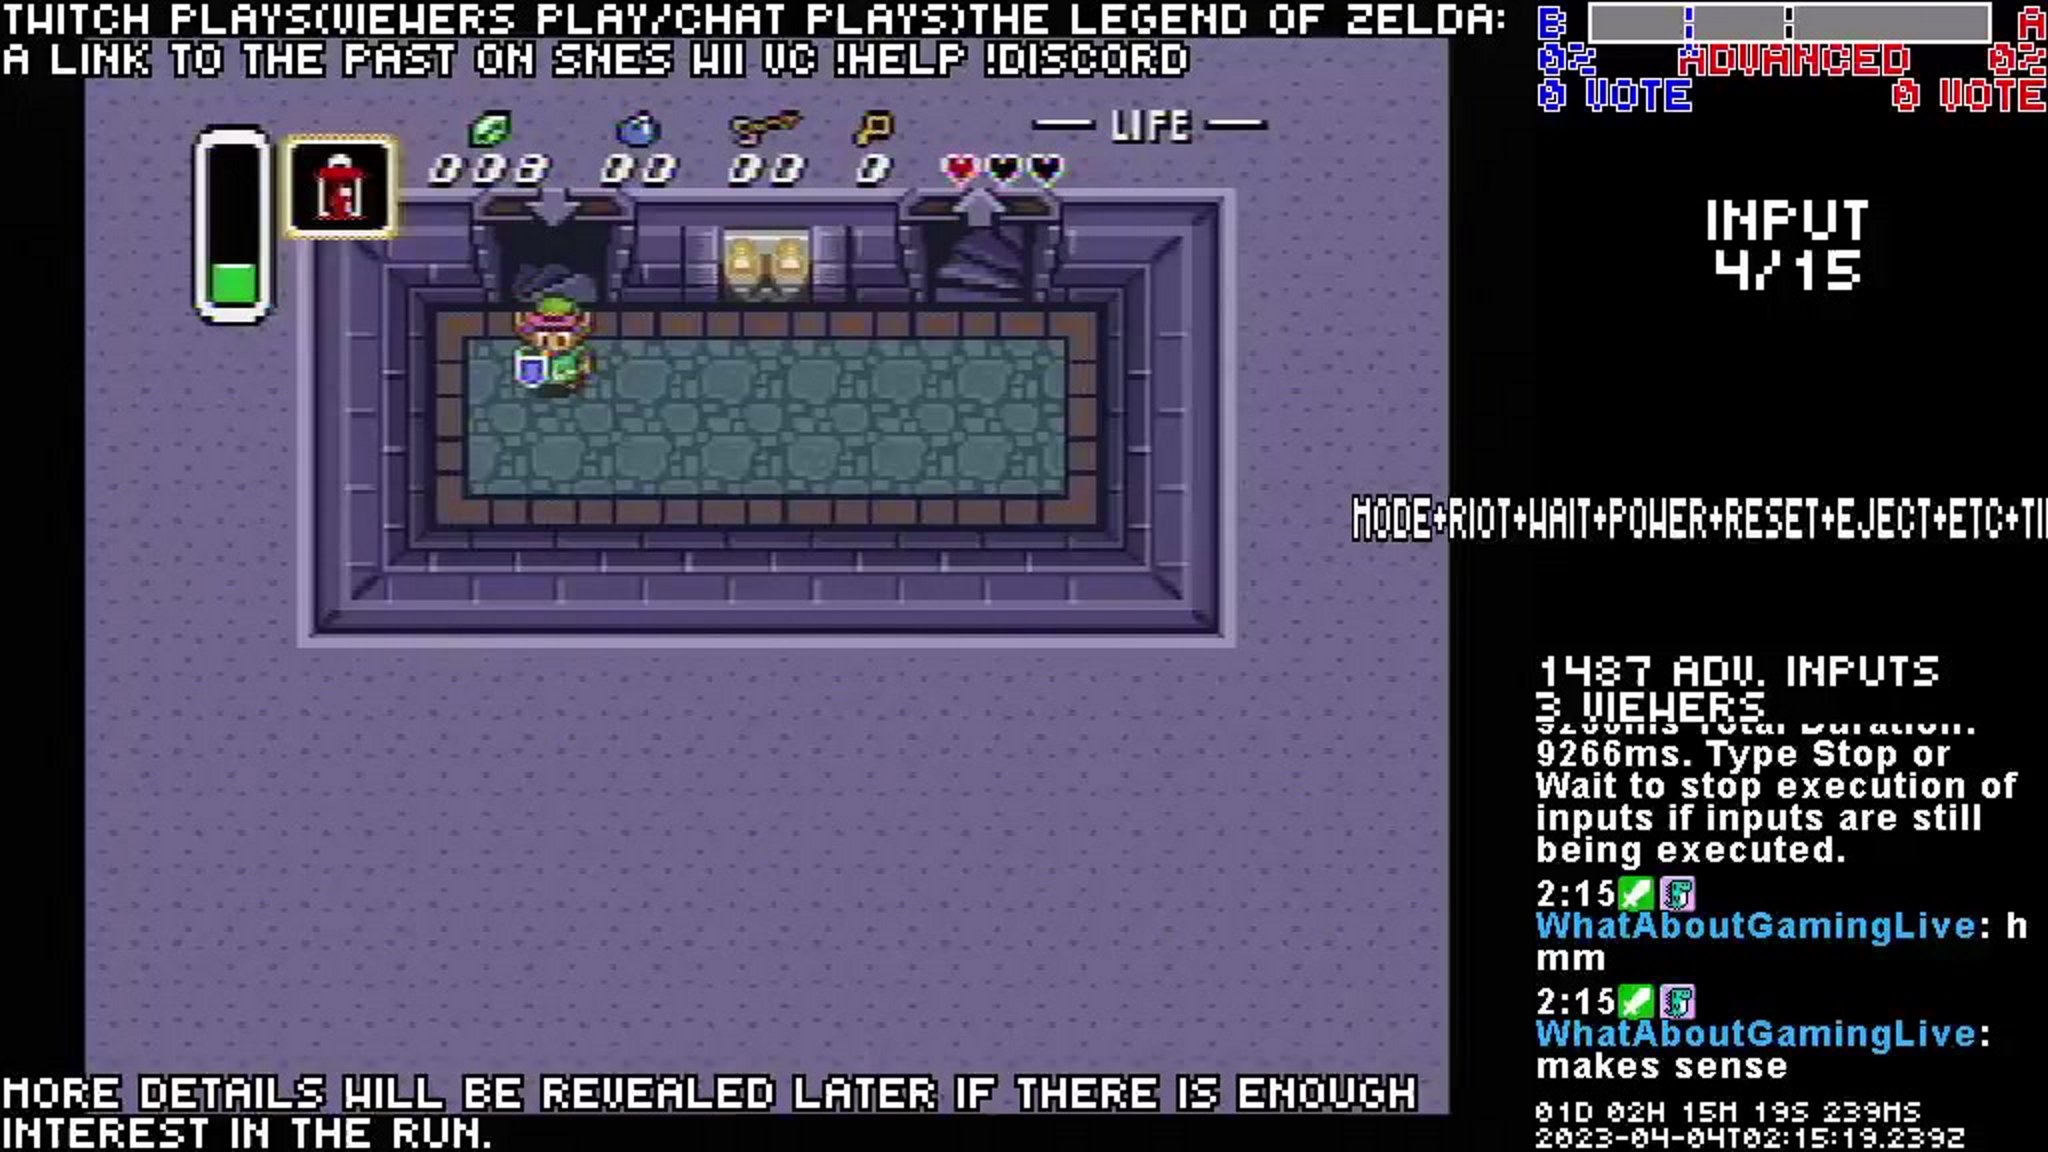 TWITCH PLAYS(VIEWERS PLAY/CHAT PLAYS)THE LEGEND OF ZELDA:
A LINK TO THE PAST ON SNES WII VC !HELP !DISCORD
B A
0% ADVANCED 0%
0 VOTE 0 VOTE
LIFE
008 00 00 0
INPUT
4/15
MODE+RIOT+WAIT+POWER+RESET+EJECT+ETC+TI
1487 ADV. INPUTS
3 VIEWERS
9266ms Total Duration:
9266ms. Type Stop or
Wait to stop execution of
inputs if inputs are still
being executed.
2:15
WhatAboutGamingLive: h
mm
2:15
WhatAboutGamingLive:
makes sense
MORE DETAILS WILL BE REVEALED LATER IF THERE IS ENOUGH
INTEREST IN THE RUN.
01D 02H 15M 19S 239MS
2023-04-04T02:15:19.239Z